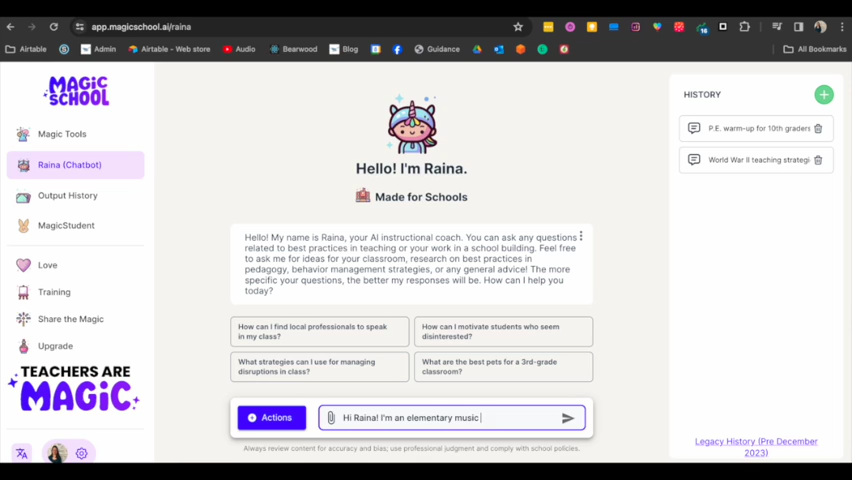 app.magicschool.ai/raina
Airtable
Admin
Airtable - Web store
Audio
Bearwood
Blog
Guidance
All Bookmarks
MAGIC
SCHOOL
Magic Tools
Raina (Chatbot)
Output History
MagicStudent
Love
Training
Share the Magic
Upgrade
TEACHERS ARE
MAGIC
Hello! I'm Raina.
Made for Schools
Hello! My name is Raina, your AI instructional coach. You can ask any questions
related to best practices in teaching or your work in a school building. Feel free
to ask me for ideas for your classroom, research on best practices in
pedagogy, behavior management strategies, or any general advice! The more
specific your questions, the better my responses will be. How can I help you
today?
How can I find local professionals to speak
in my class?
How can I motivate students who seem
disinterested?
What strategies can I use for managing
disruptions in class?
What are the best pets for a 3rd-grade
classroom?
Actions
Hi Raina! I'm an elementary music
Always review content for accuracy and bias; use professional judgment and comply with school policies.
HISTORY
P.E. warm-up for 10th graders
World War II teaching strategi
Legacy History (Pre December
2023)